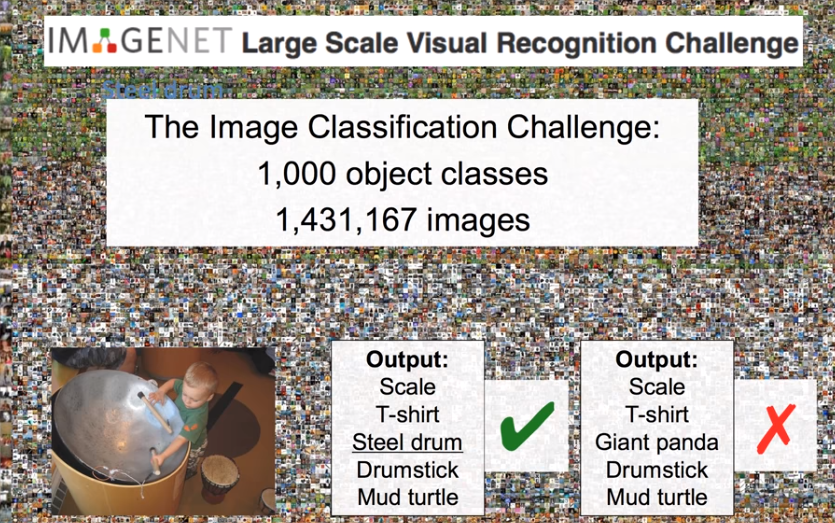 IMAGENET Large Scale Visual Recognition Challenge
Steel drum
The Image Classification Challenge:
1,000 object classes
1,431,167 images
Output:
Scale
T-shirt
Steel drum
Drumstick
Mud turtle
Output:
Scale
T-shirt
Giant panda
Drumstick
Mud turtle